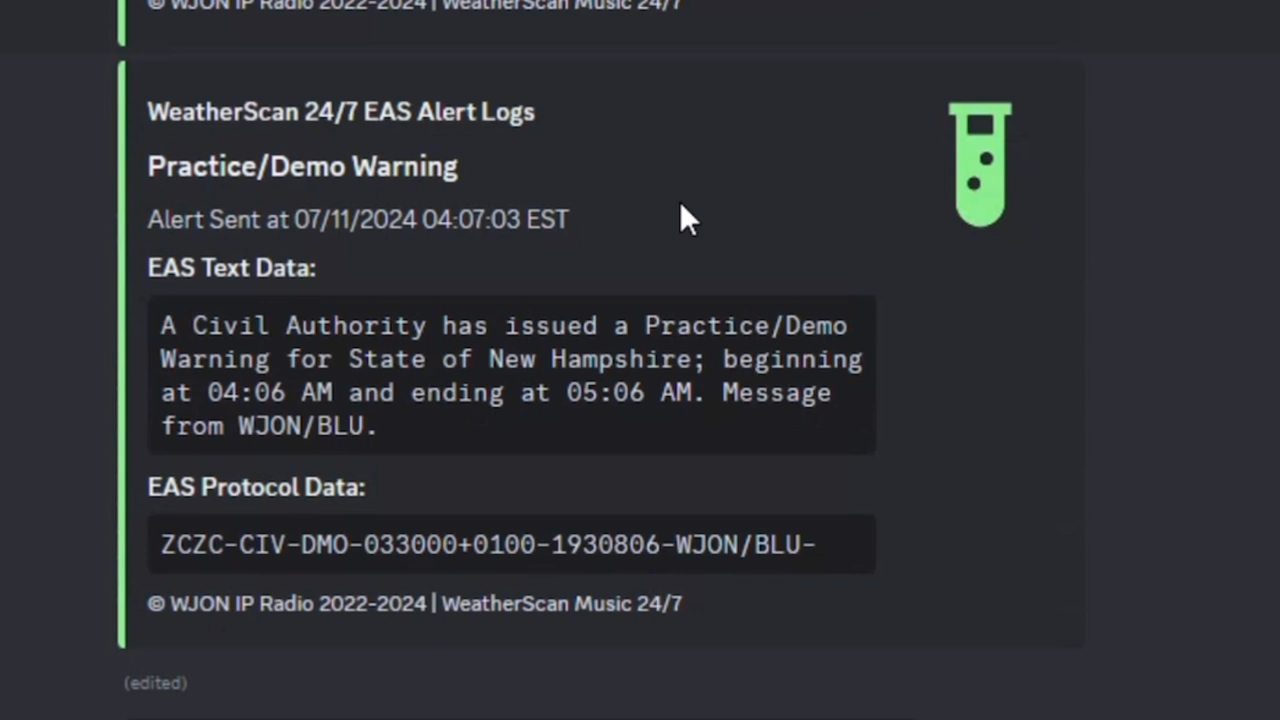 © WJON IP Radio 2022-2024 | WeatherScan Music 24/7
WeatherScan 24/7 EAS Alert Logs
Practice/Demo Warning
Alert Sent at 07/11/2024 04:07:03 EST
EAS Text Data:
A Civil Authority has issued a Practice/Demo
Warning for State of New Hampshire; beginning
at 04:06 AM and ending at 05:06 AM. Message
from WJON/BLU.
EAS Protocol Data:
ZCZC-CIV-DMO-033000+0100-1930806-WJON/BLU-
© WJON IP Radio 2022-2024 | WeatherScan Music 24/7
(edited)